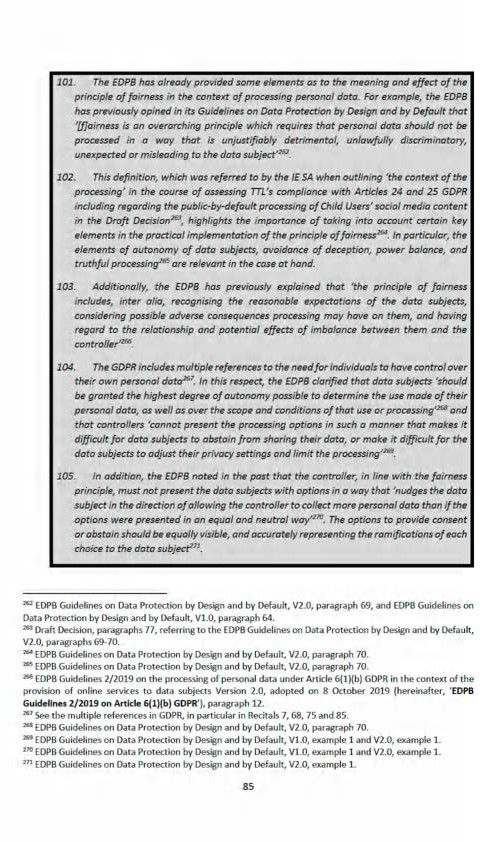 101. The EDPB has already provided some elements as to the meaning and effect of the
principle of fairness in the context of processing personal data. For example, the EDPB
has previously opined in its Guidelines on Data Protection by Design and by Default that
'[f]airness is an overarching principle which requires that personal data should not be
processed in a way that is unjustifiably detrimental, unlawfully discriminatory,
unexpected or misleading to the data subject'262.
102. This definition, which was referred to by the IE SA when outlining 'the context of the
processing' in the course of assessing TTL's compliance with Articles 24 and 25 GDPR
including regarding the public-by-default processing of Child Users' social media content
in the Draft Decision263, highlights the importance of taking into account certain key
elements in the practical implementation of the principle of fairness264. In particular, the
elements of autonomy of data subjects, avoidance of deception, power balance, and
truthful processing265 are relevant in the case at hand.
103. Additionally, the EDPB has previously explained that 'the principle of fairness
includes, inter alia, recognising the reasonable expectations of the data subjects,
considering possible adverse consequences processing may have on them, and having
regard to the relationship and potential effects of imbalance between them and the
controller'266.
104. The GDPR includes multiple references to the need for individuals to have control over
their own personal data267. In this respect, the EDPB clarified that data subjects 'should
be granted the highest degree of autonomy possible to determine the use made of their
personal data, as well as over the scope and conditions of that use or processing'268 and
that controllers 'cannot present the processing options in such a manner that makes it
difficult for data subjects to abstain from sharing their data, or make it difficult for the
data subjects to adjust their privacy settings and limit the processing'269.
105. In addition, the EDPB noted in the past that the controller, in line with the fairness
principle, must not present the data subjects with options in a way that 'nudges the data
subject in the direction of allowing the controller to collect more personal data than if the
options were presented in an equal and neutral way'270. The options to provide consent
or abstain should be equally visible, and accurately representing the ramifications of each
choice to the data subject271.
262 EDPB Guidelines on Data Protection by Design and by Default, V2.0, paragraph 69, and EDPB Guidelines on
Data Protection by Design and by Default, V1.0, paragraph 64.
263 Draft Decision, paragraphs 77, referring to the EDPB Guidelines on Data Protection by Design and by Default,
V2.0, paragraphs 69-70.
264 EDPB Guidelines on Data Protection by Design and by Default, V2.0, paragraph 70.
265 EDPB Guidelines on Data Protection by Design and by Default, V2.0, paragraph 70.
266 EDPB Guidelines 2/2019 on the processing of personal data under Article 6(1)(b) GDPR in the context of the
provision of online services to data subjects Version 2.0, adopted on 8 October 2019 (hereinafter, 'EDPB
Guidelines 2/2019 on Article 6(1)(b) GDPR'), paragraph 12.
267 See the multiple references in GDPR, in particular in Recitals 7, 68, 75 and 85.
268 EDPB Guidelines on Data Protection by Design and by Default, V2.0, paragraph 70.
269 EDPB Guidelines on Data Protection by Design and by Default, V1.0, example 1 and V2.0, example 1.
270 EDPB Guidelines on Data Protection by Design and by Default, V1.0, example 1 and V2.0, example 1.
271 EDPB Guidelines on Data Protection by Design and by Default, V2.0, example 1.
85